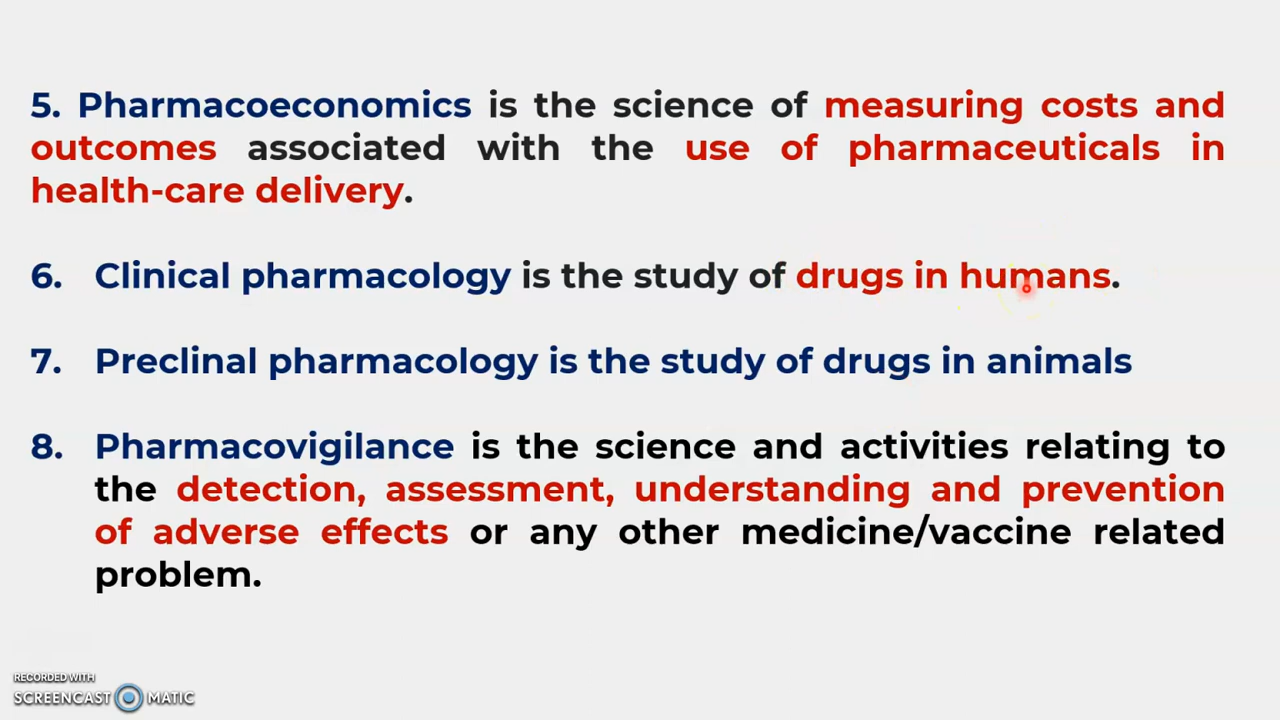 5. Pharmacoeconomics is the science of measuring costs and
outcomes associated with the use of pharmaceuticals in
health-care delivery.
6. Clinical pharmacology is the study of drugs in humans.
7. Preclinal pharmacology is the study of drugs in animals
8. Pharmacovigilance is the science and activities relating to
the detection, assessment, understanding and prevention
of adverse effects or any other medicine/vaccine related
problem.
RECORDED WITH
SCREENCAST MATIC